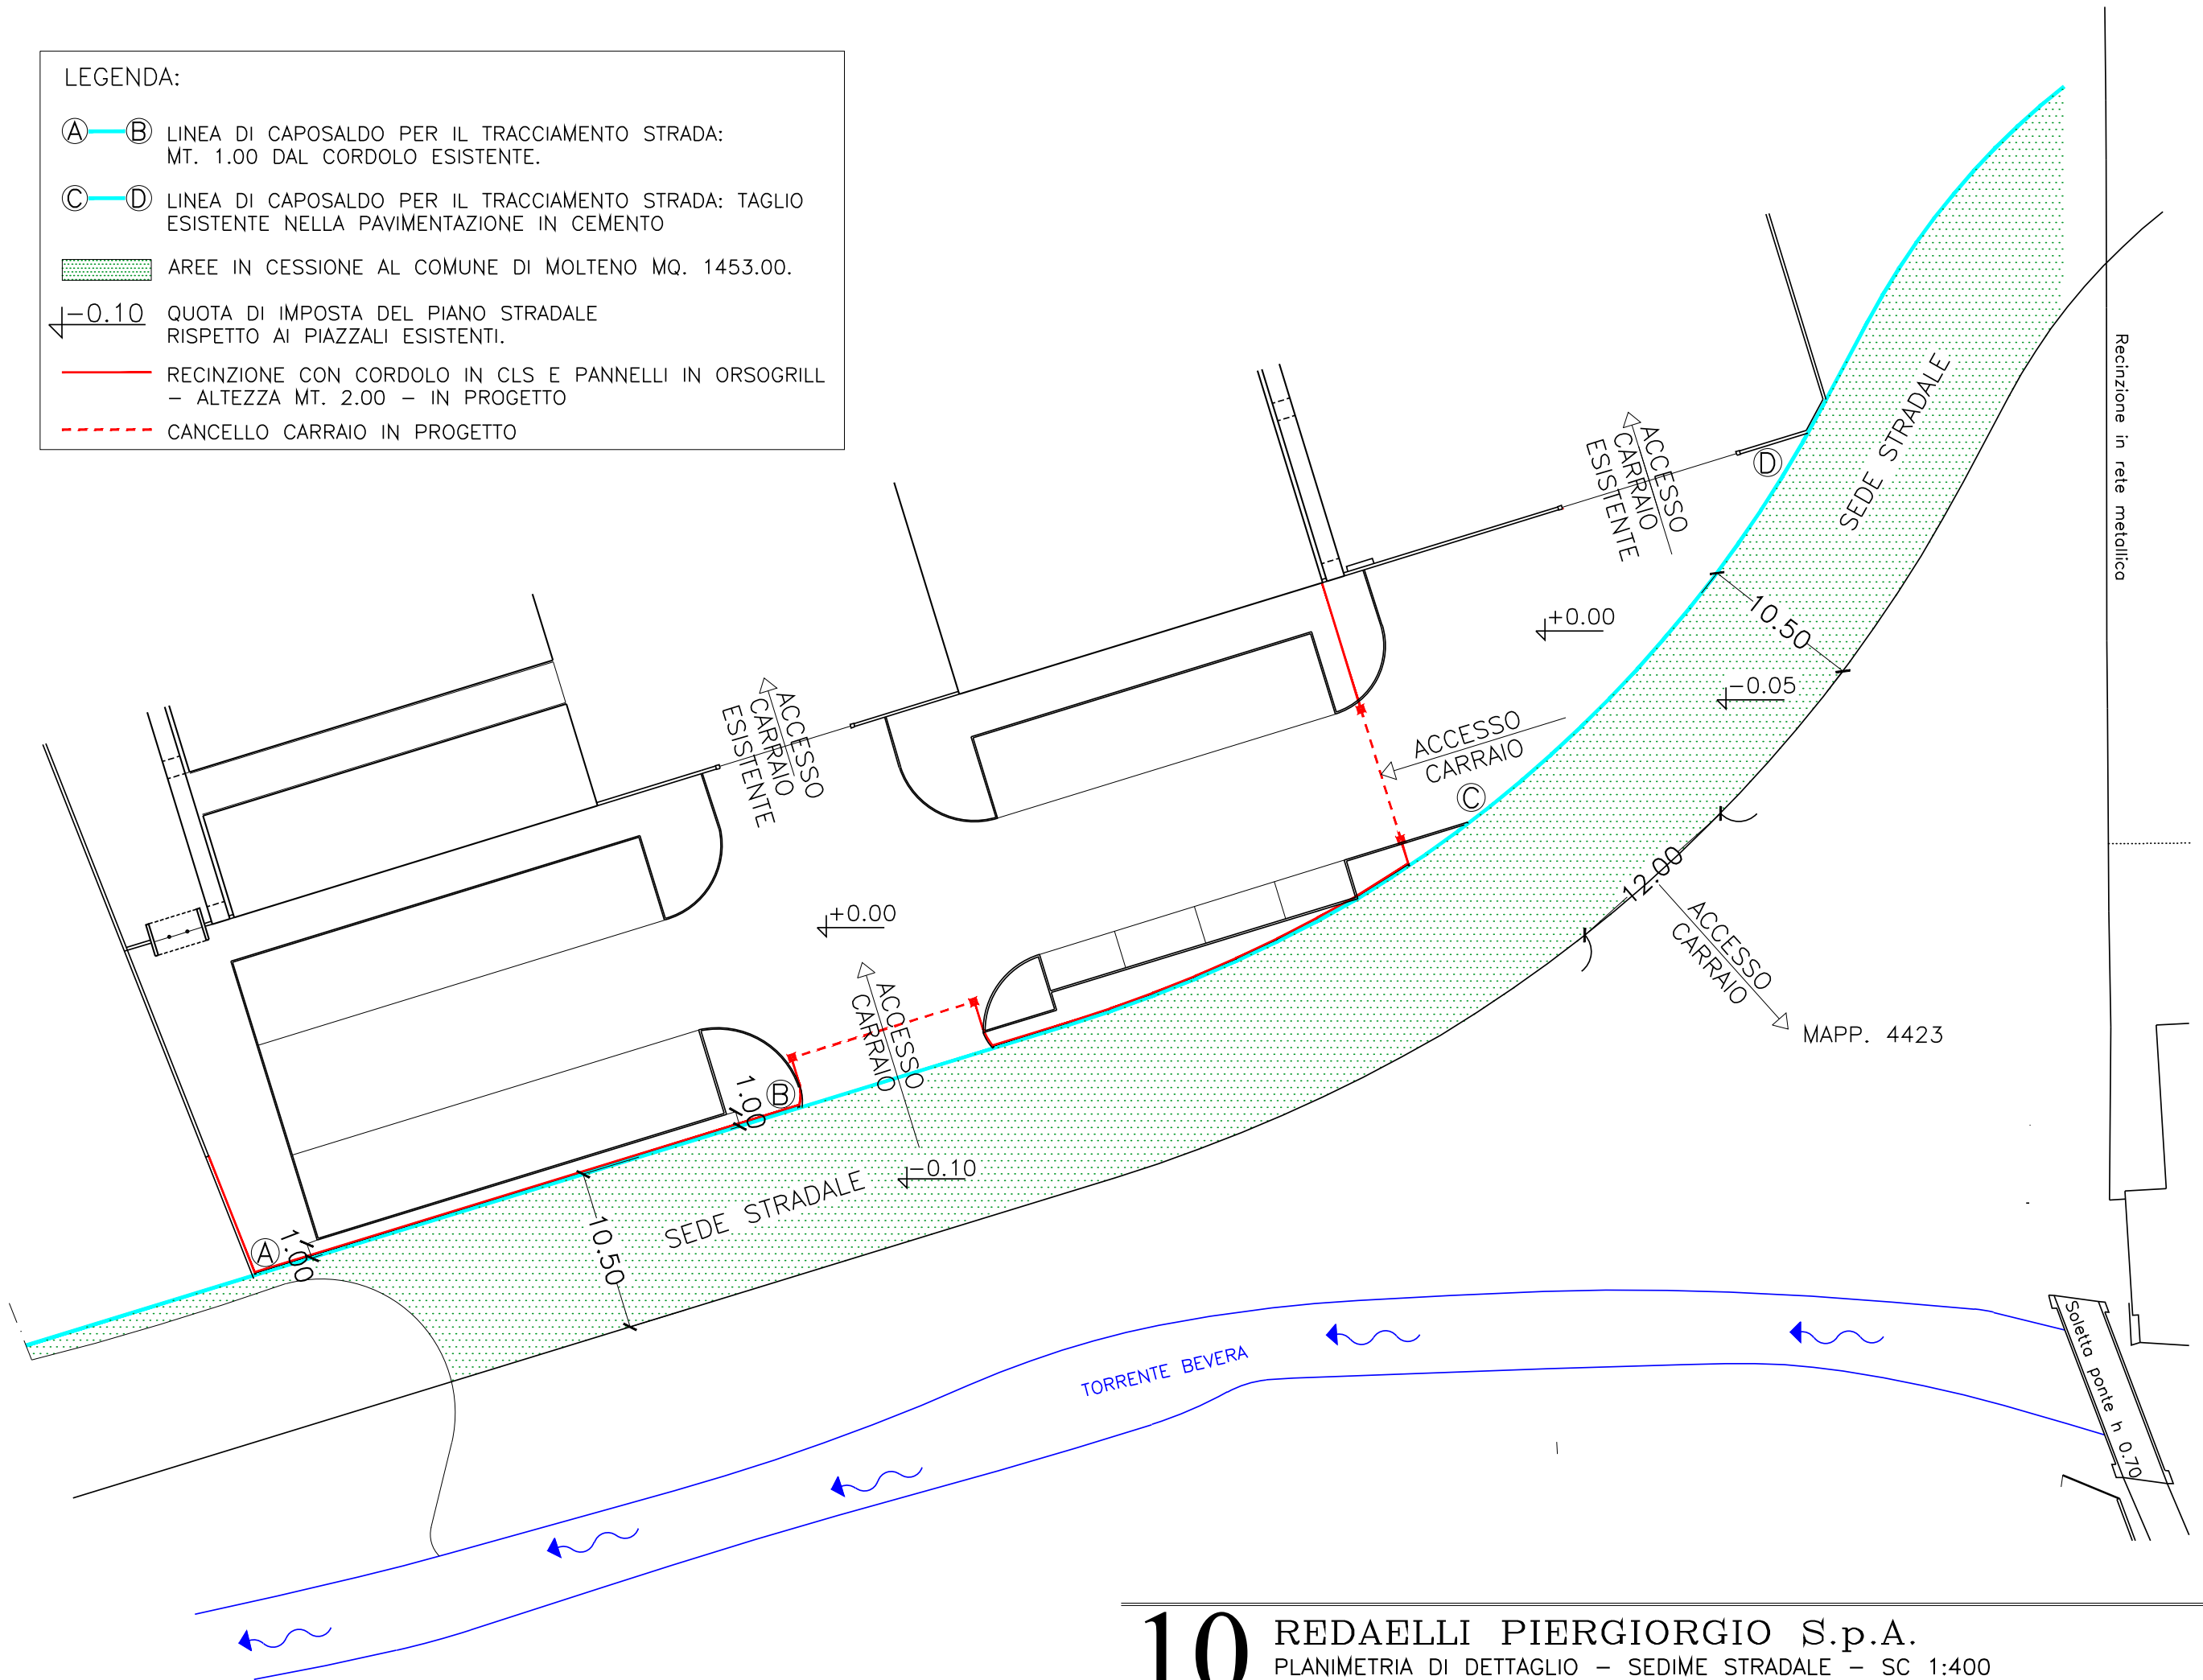 LEGENDA:
A B LINEA DI CAPOSALDO PER IL TRACCIAMENTO STRADA:
MT. 1.00 DAL CORDOLO ESISTENTE.
C D LINEA DI CAPOSALDO PER IL TRACCIAMENTO STRADA: TAGLIO
ESISTENTE NELLA PAVIMENTAZIONE IN CEMENTO
AREE IN CESSIONE AL COMUNE DI MOLTENO MQ. 1453.00.
-0.10 QUOTA DI IMPOSTA DEL PIANO STRADALE
RISPETTO AI PIAZZALI ESISTENTI.
RECINZIONE CON CORDOLO IN CLS E PANNELLI IN ORSOGRILL
- ALTEZZA MT. 2.00 - IN PROGETTO
CANCELLO CARRAIO IN PROGETTO
Recinzione in rete metallica
SEDE STRADALE
ACCESSO
CARRAIO
ESISTENTE
D
10.50
+0.00
-0.05
ACCESSO
CARRAIO
ESISTENTE
ACCESSO
CARRAIO
C
12.00
ACCESSO
CARRAIO
MAPP. 4423
+0.00
ACCESSO
CARRAIO
1.00
B
-0.10
SEDE STRADALE
10.50
A
1.00
TORRENTE BEVERA
Soletta ponte h 0.70
10
REDAELLI PIERGIORGIO S.p.A.
PLANIMETRIA DI DETTAGLIO - SEDIME STRADALE - SC 1:400